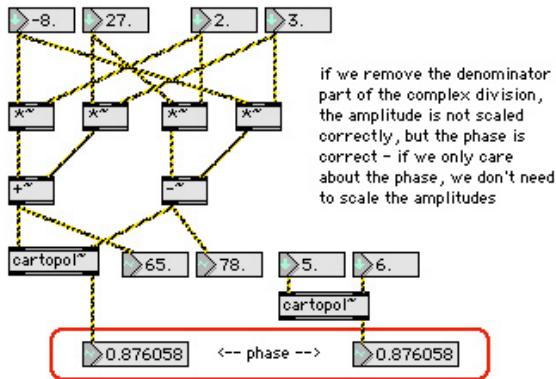 -8. 27. 2. 3.
if we remove the denominator
part of the complex division,
the amplitude is not scaled
correctly, but the phase is
correct - if we only care
about the phase, we don't need
to scale the amplitudes
*~ *~ *~ *~
+~ -~
cartopol~ 65. 78. 5. 6.
cartopol~
0.876058 <-- phase --> 0.876058